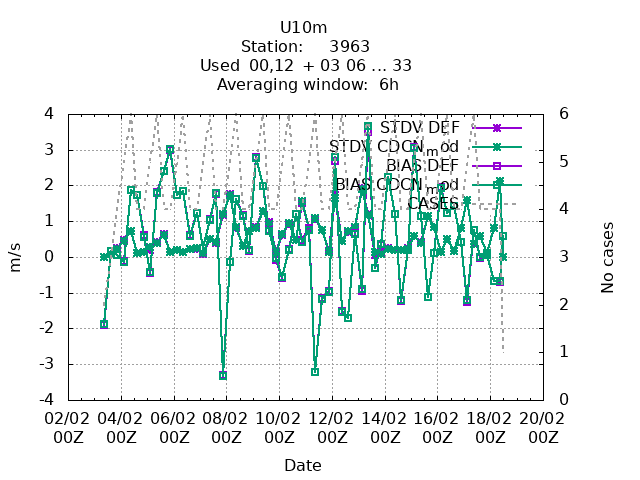 U10m
Station: 3963
Used 00,12 + 03 06 ... 33
Averaging window: 6h
4
3
2
1
0
-1
-2
-3
-4
m/s
6
5
4
3
2
1
0
No cases
STDV DEF
STDV CDCN_mod
BIAS DEF
BIAS CDCN_mod
CASES
02/02 04/02 06/02 08/02 10/02 12/02 14/02 16/02 18/02 20/02
00Z 00Z 00Z 00Z 00Z 00Z 00Z 00Z 00Z 00Z
Date